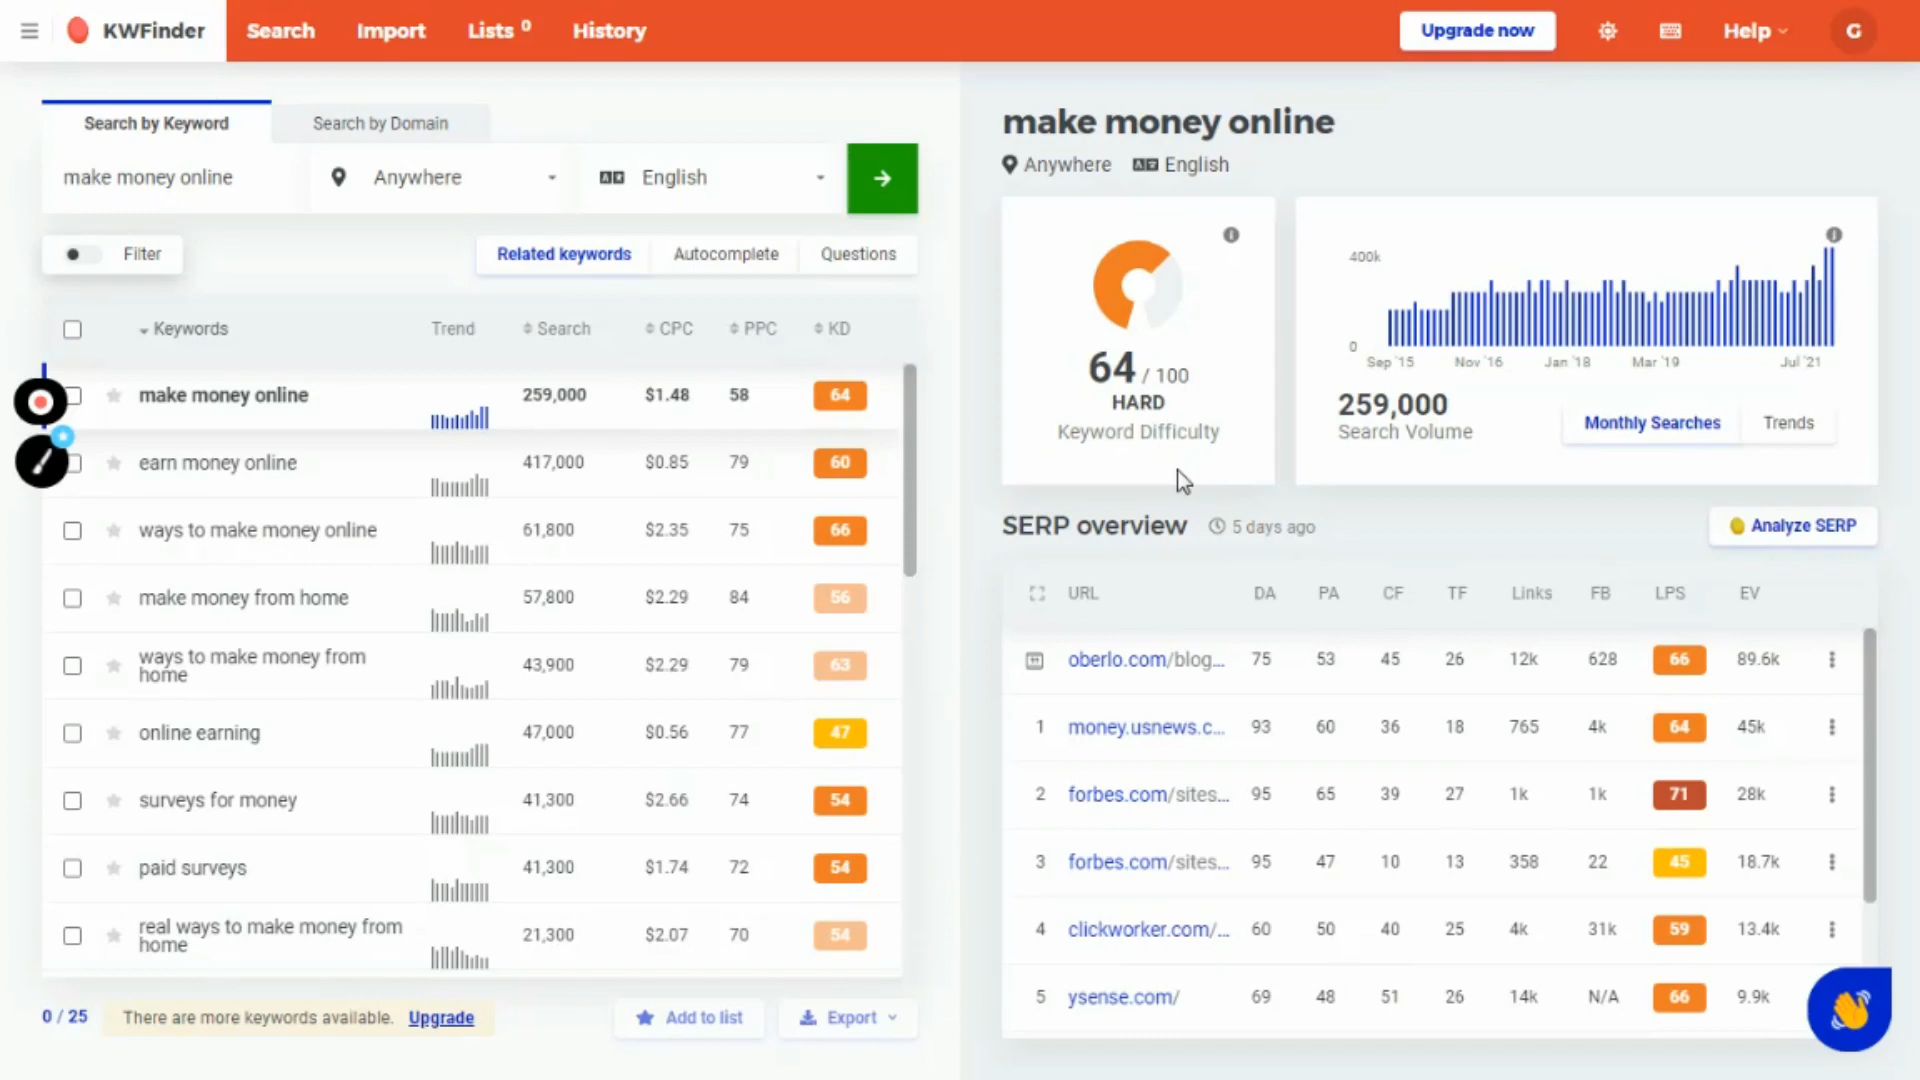 KWFinder Search Import Lists 0 History Upgrade now Help G
Search by Keyword Search by Domain
make money online Anywhere English
Filter Related keywords Autocomplete Questions
Keywords Trend Search CPC PPC KD
make money online 259,000 $1.48 58 64
earn money online 417,000 $0.85 79 60
ways to make money online 61,800 $2.35 75 66
make money from home 57,800 $2.29 84 56
ways to make money from
home 43,900 $2.29 79 63
online earning 47,000 $0.56 77 47
surveys for money 41,300 $2.66 74 54
paid surveys 41,300 $1.74 72 54
real ways to make money from
home 21,300 $2.07 70 54
0 / 25 There are more keywords available. Upgrade Add to list Export
make money online
Anywhere English
64 / 100
HARD
Keyword Difficulty
400k
0
Sep '15 Nov '16 Jan '18 Mar '19 Jul '21
259,000
Search Volume
Monthly Searches Trends
SERP overview 5 days ago Analyze SERP
URL DA PA CF TF Links FB LPS EV
oberlo.com/blog... 75 53 45 26 12k 628 66 89.6k
1 money.usnews.c... 93 60 36 18 765 4k 64 45k
2 forbes.com/sites... 95 65 39 27 1k 1k 71 28k
3 forbes.com/sites... 95 47 10 13 358 22 45 18.7k
4 clickworker.com/... 60 50 40 25 4k 31k 59 13.4k
5 ysense.com/ 69 48 51 26 14k N/A 66 9.9k